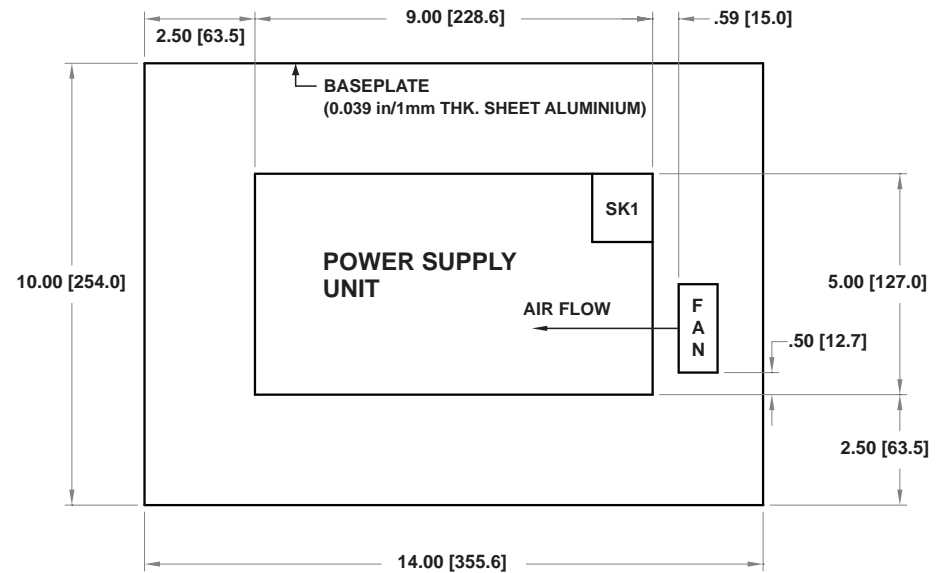 9.00 [228.6]
.59 [15.0]
2.50 [63.5]
BASEPLATE
(0.039 in/1mm THK. SHEET ALUMINIUM)
SK1
POWER SUPPLY
UNIT
10.00 [254.0]
5.00 [127.0]
AIR FLOW
F
A
N
.50 [12.7]
2.50 [63.5]
14.00 [355.6]